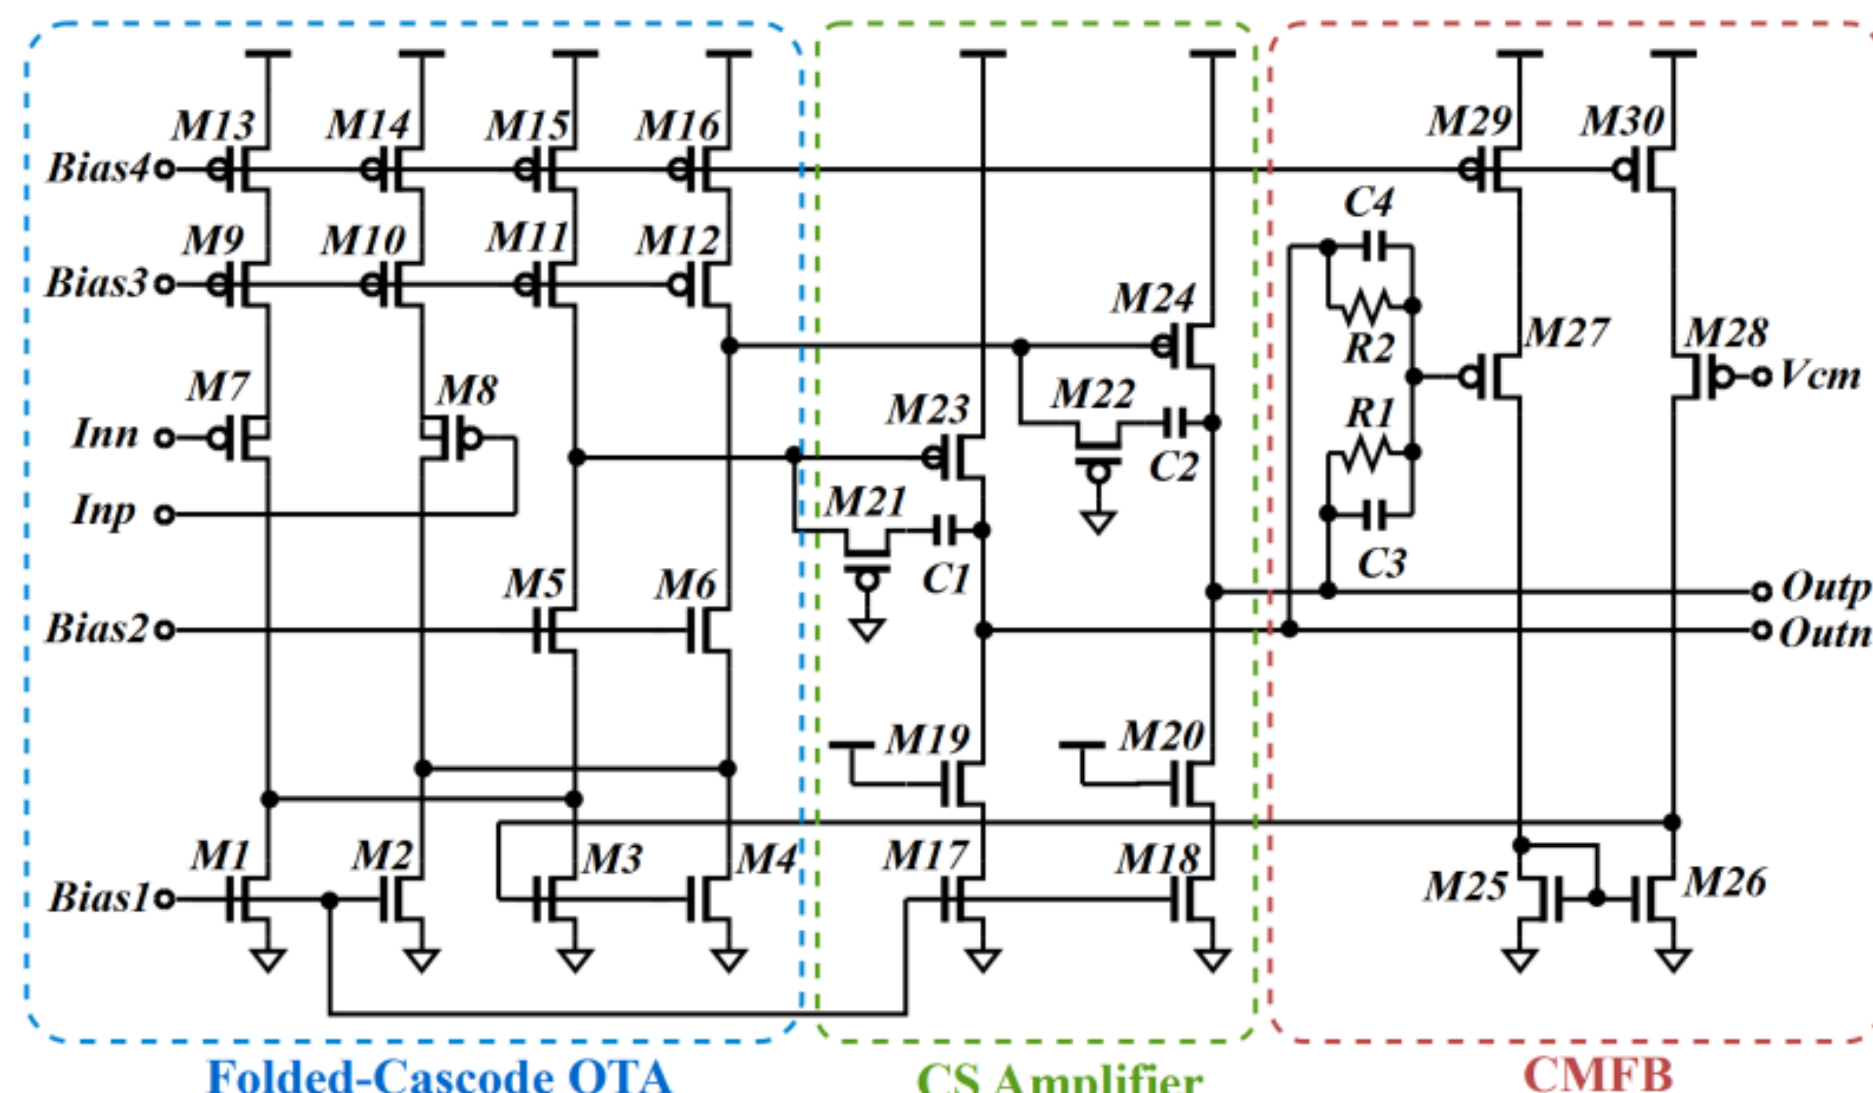 M13 M14 M15 M16 M29 M30
Bias4
C4
M9 M10 M11 M12
Bias3
M24
R2
M27 M28
M7 M8 M23 M22 R1 Vcm
Inn
C2
Inp
M21
C1 C3
M5 M6
Outp
Bias2
Outn
M19 M20
M1 M2 M3 M4 M17 M18
M25 M26
Bias1
Folded-Cascode OTA CS Amplifier CMFB